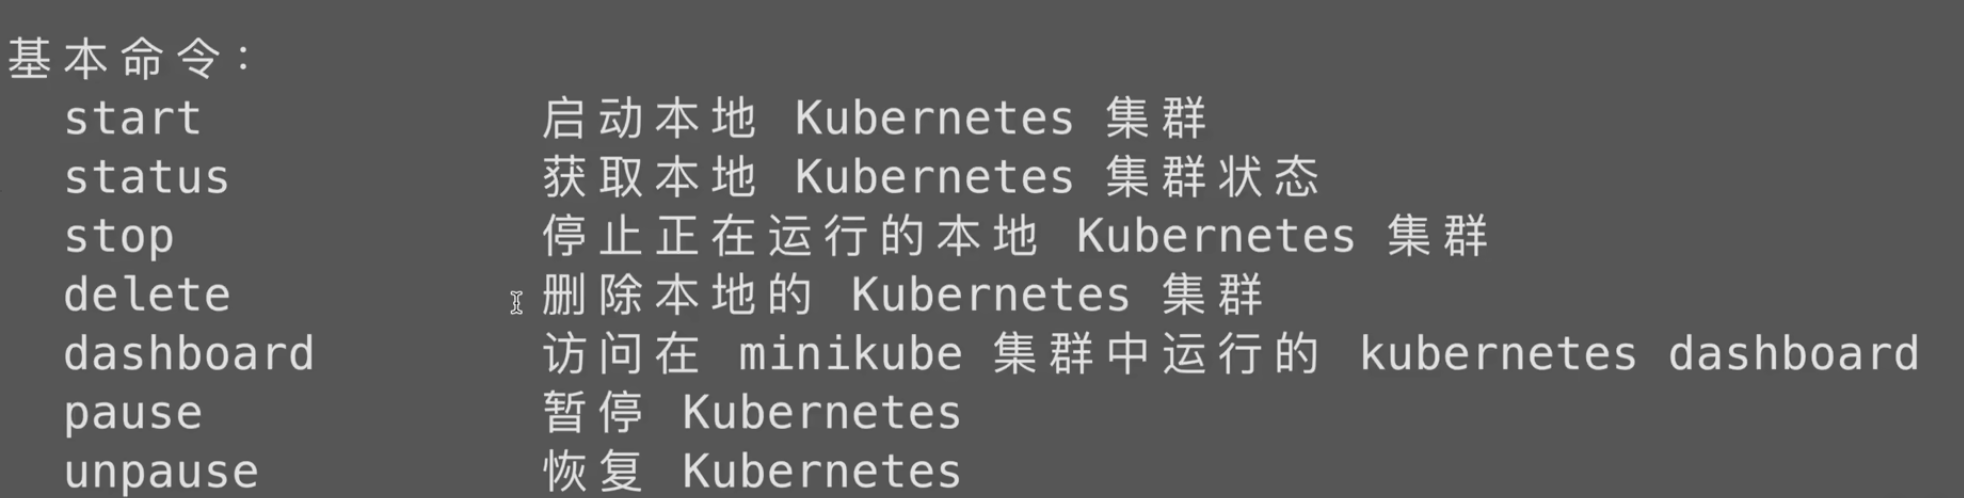 基本命令：
start 启动本地 Kubernetes 集群
status 获取本地 Kubernetes 集群状态
stop 停止正在运行的本地 Kubernetes 集群
delete 删除本地的 Kubernetes 集群
dashboard 访问在 minikube 集群中运行的 kubernetes dashboard
pause 暂停 Kubernetes
unpause 恢复 Kubernetes